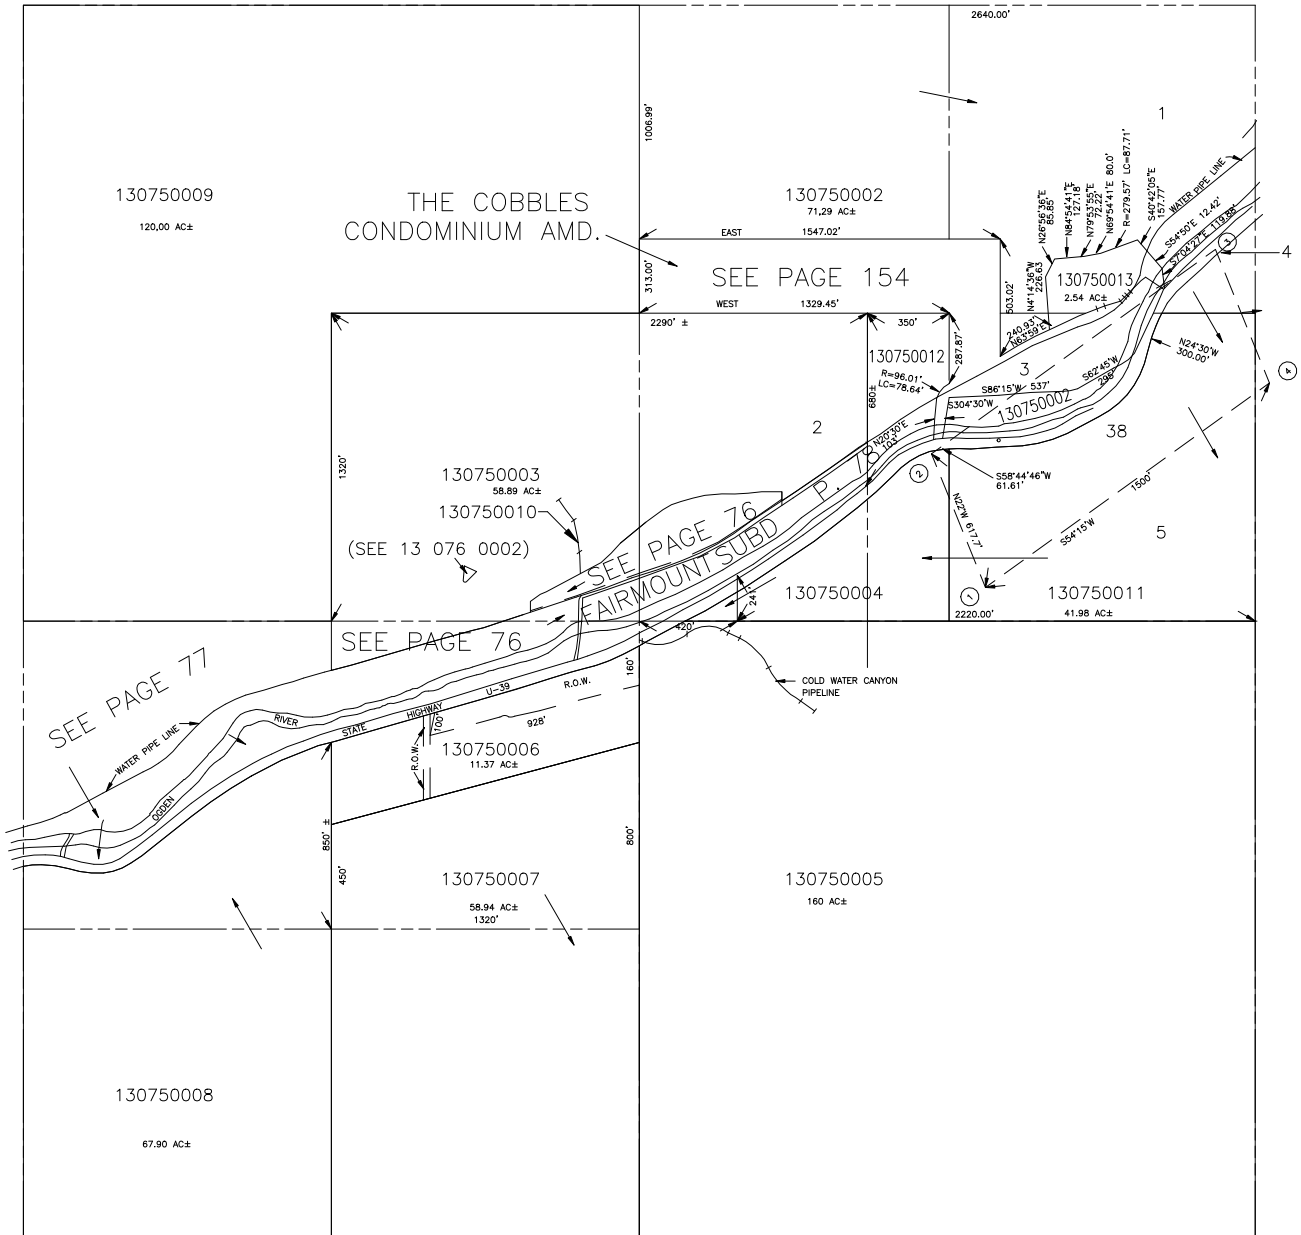 2640.00'
1006.99'
1
130750009
120.00 AC±
THE COBBLES
CONDOMINIUM AMD.
130750002
71.29 AC±
EAST 1547.02'
313.00'
SEE PAGE 154
WEST 1329.45'
2290' ±
350'
503.02'
N4°14'36"W
226.63
N26°56'36"E
85.85'
N84°54'41"E
127.18'
N79°53'55"E
72.22'
N69°54'41"E 80.0'
R=279.57' LC=87.71'
S40°42'05"E
157.77'
WATER PIPE LINE
S54°50'E 12.42'
S7°04'27"E 119.88'
3
4
130750013
2.54 AC±
240.93'
N63°59'E
287.87'
130750012
R=96.01'
LC=78.64'
680±
3
S62°45'W
298'
N24°30'W
300.00'
4
S86°15'W 537'
S304°30'W
130750002
38
2
N20°30'E
103'
P. 78
2
S58°44'46"W
61.61'
1320'
130750003
58.89 AC±
130750010
(SEE 13 076 0002)
SEE PAGE 76
FAIRMOUNT SUBD
N22°W 617.7'
1500'
S54°15'W
5
1
241'
130750004
130750011
41.98 AC±
2220.00'
420'
SEE PAGE 76
160'
COLD WATER CANYON
PIPELINE
SEE PAGE 77
WATER PIPE LINE
RIVER
OGDEN
STATE
HIGHWAY
U-39
R.O.W.
100'
928'
R.O.W.
130750006
11.37 AC±
850' ±
450'
800'
130750007
58.94 AC±
1320'
130750005
160 AC±
130750008
67.90 AC±